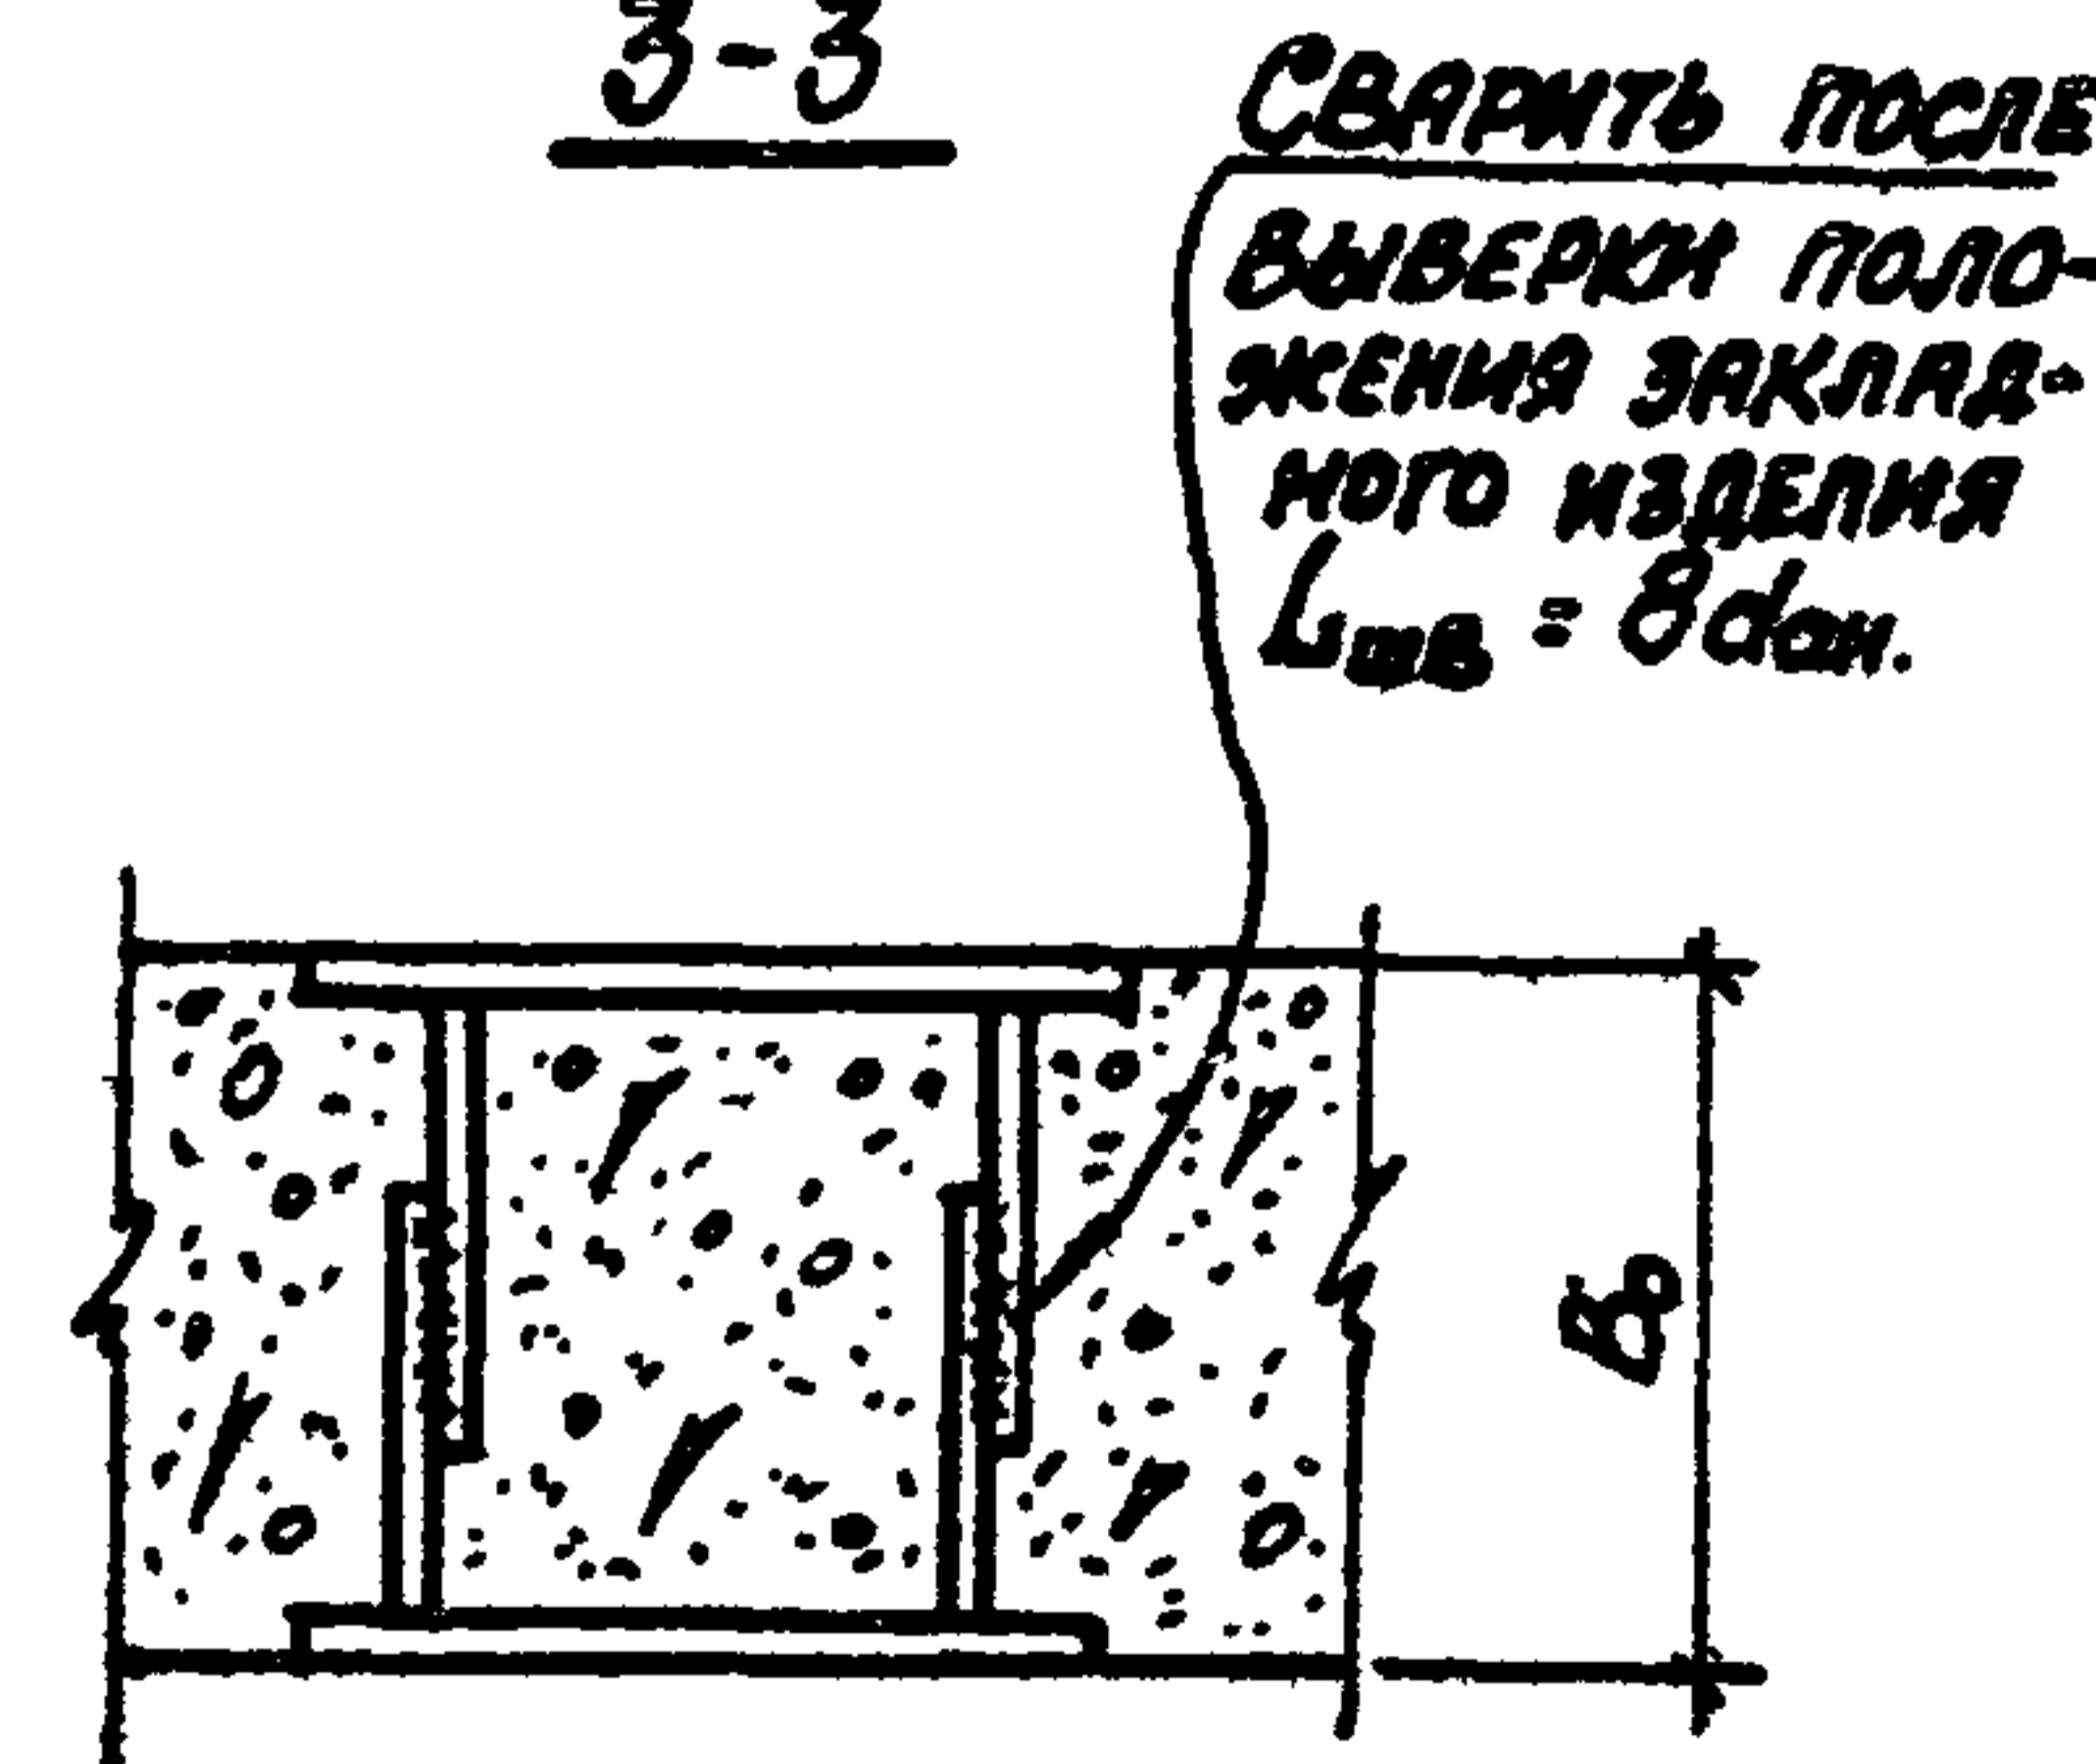 3-3
Сварить после
выверки поло-
жения заклад-
ного изделия
Lшв = 8dан.